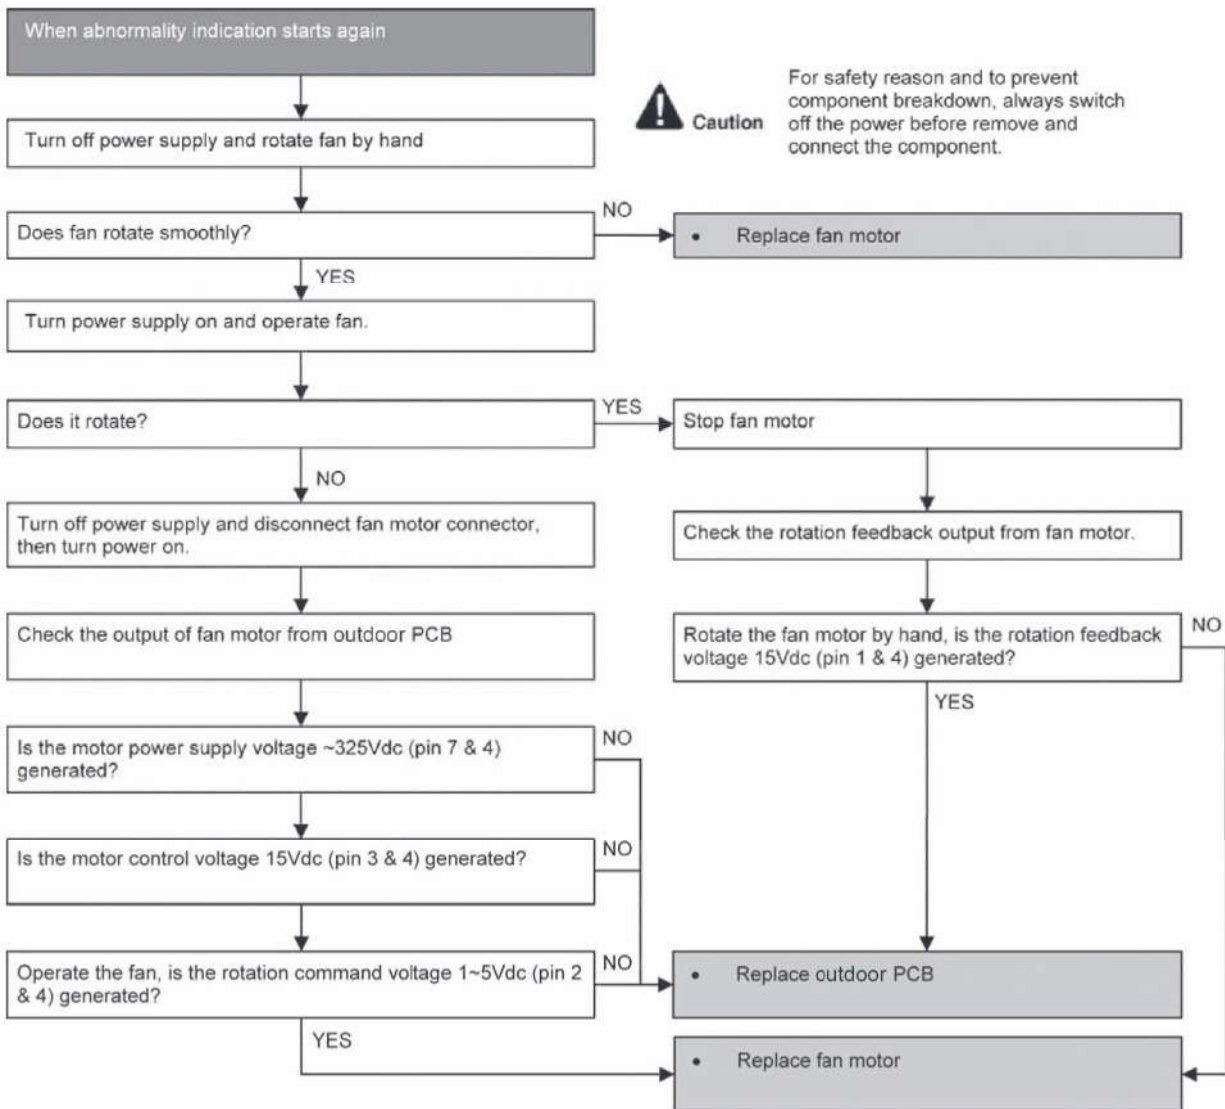 When abnormality indication starts again
For safety reason and to prevent
component breakdown, always switch
off the power before remove and
connect the component.
Caution
Turn off power supply and rotate fan by hand
Does fan rotate smoothly?
NO
• Replace fan motor
YES
Turn power supply on and operate fan.
Does it rotate?
YES
Stop fan motor
NO
Turn off power supply and disconnect fan motor connector,
then turn power on.
Check the rotation feedback output from fan motor.
Check the output of fan motor from outdoor PCB
Rotate the fan motor by hand, is the rotation feedback
voltage 15Vdc (pin 1 & 4) generated?
NO
YES
Is the motor power supply voltage ~325Vdc (pin 7 & 4)
generated?
NO
Is the motor control voltage 15Vdc (pin 3 & 4) generated?
NO
Operate the fan, is the rotation command voltage 1~5Vdc (pin 2
& 4) generated?
NO
• Replace outdoor PCB
YES
• Replace fan motor